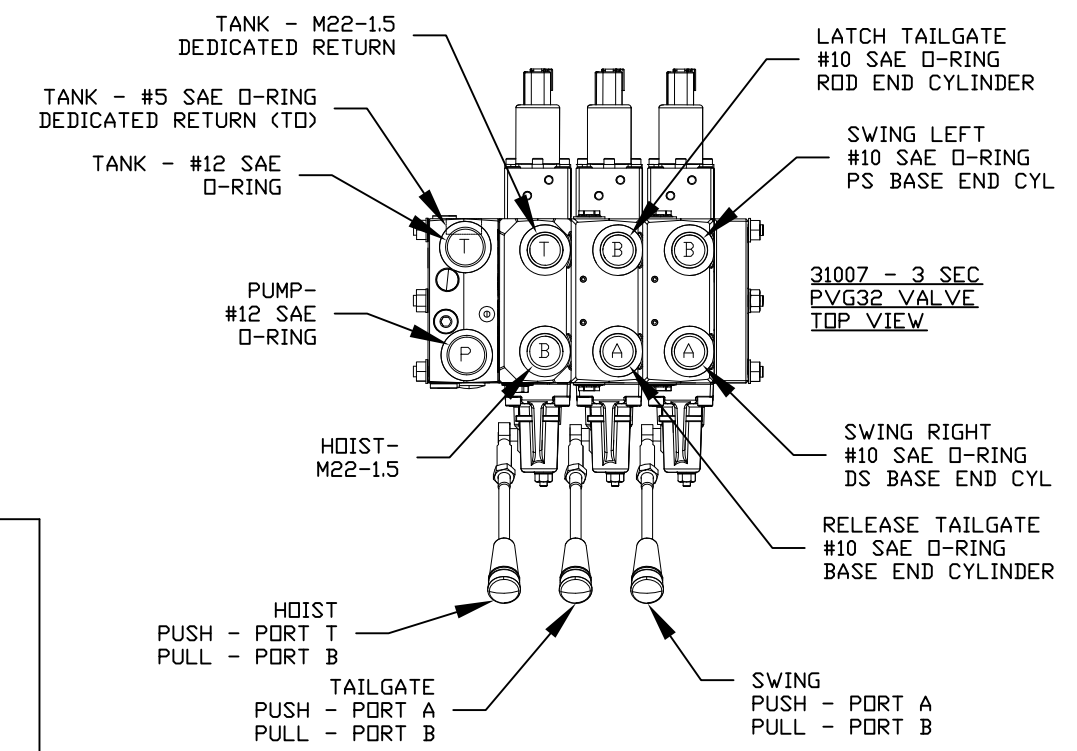 TANK - M22-1.5
DEDICATED RETURN
TANK - #5 SAE O-RING
DEDICATED RETURN (TO)
TANK - #12 SAE
O-RING
PUMP-
#12 SAE
O-RING
HOIST-
M22-1.5
T
T
B
B
P
B
A
A
LATCH TAILGATE
#10 SAE O-RING
ROD END CYLINDER
SWING LEFT
#10 SAE O-RING
PS BASE END CYL
31007 - 3 SEC
PVG32 VALVE
TOP VIEW
SWING RIGHT
#10 SAE O-RING
DS BASE END CYL
RELEASE TAILGATE
#10 SAE O-RING
BASE END CYLINDER
HOIST
PUSH - PORT T
PULL - PORT B
TAILGATE
PUSH - PORT A
PULL - PORT B
SWING
PUSH - PORT A
PULL - PORT B